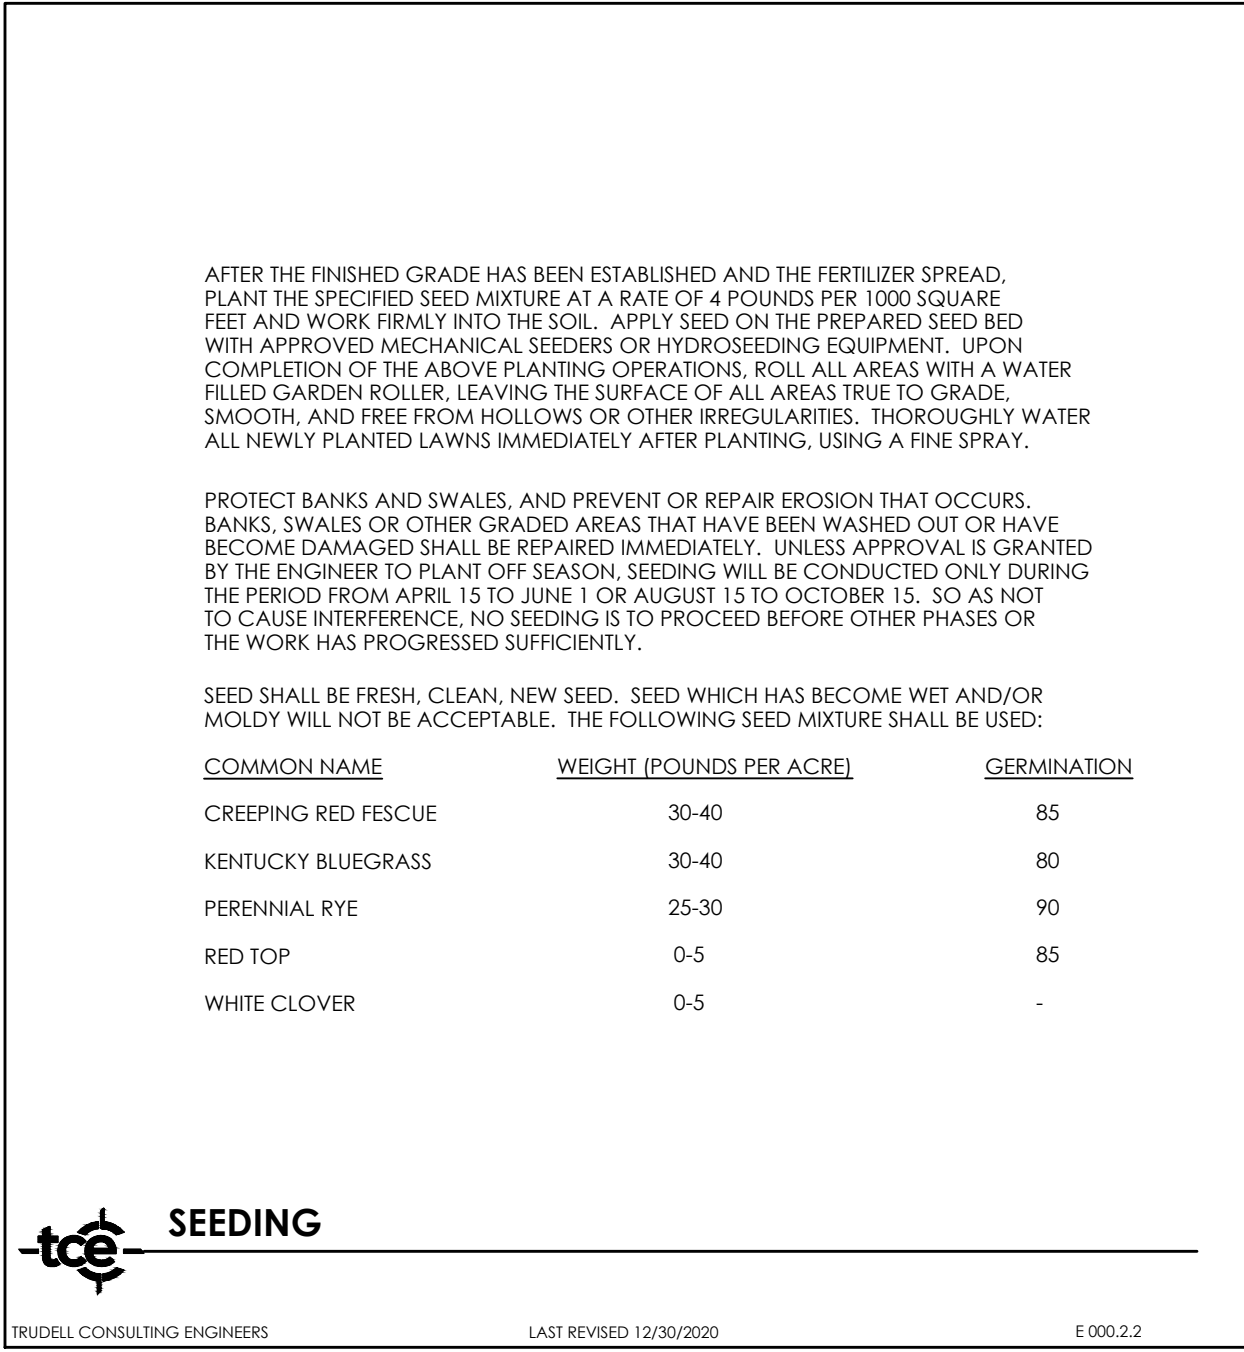 AFTER THE FINISHED GRADE HAS BEEN ESTABLISHED AND THE FERTILIZER SPREAD,
PLANT THE SPECIFIED SEED MIXTURE AT A RATE OF 4 POUNDS PER 1000 SQUARE
FEET AND WORK FIRMLY INTO THE SOIL. APPLY SEED ON THE PREPARED SEED BED
WITH APPROVED MECHANICAL SEEDERS OR HYDROSEEDING EQUIPMENT. UPON
COMPLETION OF THE ABOVE PLANTING OPERATIONS, ROLL ALL AREAS WITH A WATER
FILLED GARDEN ROLLER, LEAVING THE SURFACE OF ALL AREAS TRUE TO GRADE,
SMOOTH, AND FREE FROM HOLLOWS OR OTHER IRREGULARITIES. THOROUGHLY WATER
ALL NEWLY PLANTED LAWNS IMMEDIATELY AFTER PLANTING, USING A FINE SPRAY.
PROTECT BANKS AND SWALES, AND PREVENT OR REPAIR EROSION THAT OCCURS.
BANKS, SWALES OR OTHER GRADED AREAS THAT HAVE BEEN WASHED OUT OR HAVE
BECOME DAMAGED SHALL BE REPAIRED IMMEDIATELY. UNLESS APPROVAL IS GRANTED
BY THE ENGINEER TO PLANT OFF SEASON, SEEDING WILL BE CONDUCTED ONLY DURING
THE PERIOD FROM APRIL 15 TO JUNE 1 OR AUGUST 15 TO OCTOBER 15. SO AS NOT
TO CAUSE INTERFERENCE, NO SEEDING IS TO PROCEED BEFORE OTHER PHASES OR
THE WORK HAS PROGRESSED SUFFICIENTLY.
SEED SHALL BE FRESH, CLEAN, NEW SEED. SEED WHICH HAS BECOME WET AND/OR
MOLDY WILL NOT BE ACCEPTABLE. THE FOLLOWING SEED MIXTURE SHALL BE USED:
COMMON NAME WEIGHT (POUNDS PER ACRE) GERMINATION
CREEPING RED FESCUE 30-40 85
KENTUCKY BLUEGRASS 30-40 80
PERENNIAL RYE 25-30 90
RED TOP 0-5 85
WHITE CLOVER 0-5 -
tce SEEDING
TRUDELL CONSULTING ENGINEERS LAST REVISED 12/30/2020 E 000.2.2